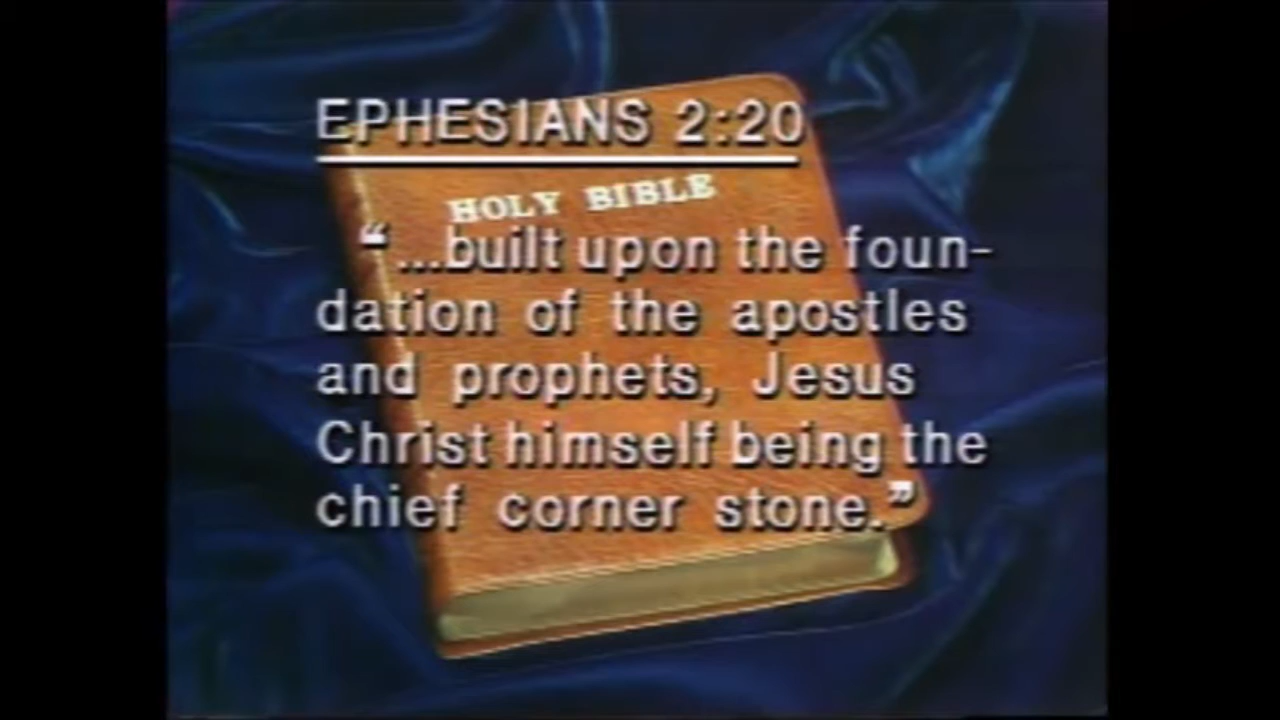 EPHESIANS 2:20
HOLY BIBLE
“...built upon the foun-
dation of the apostles
and prophets, Jesus
Christ himself being the
chief corner stone.”